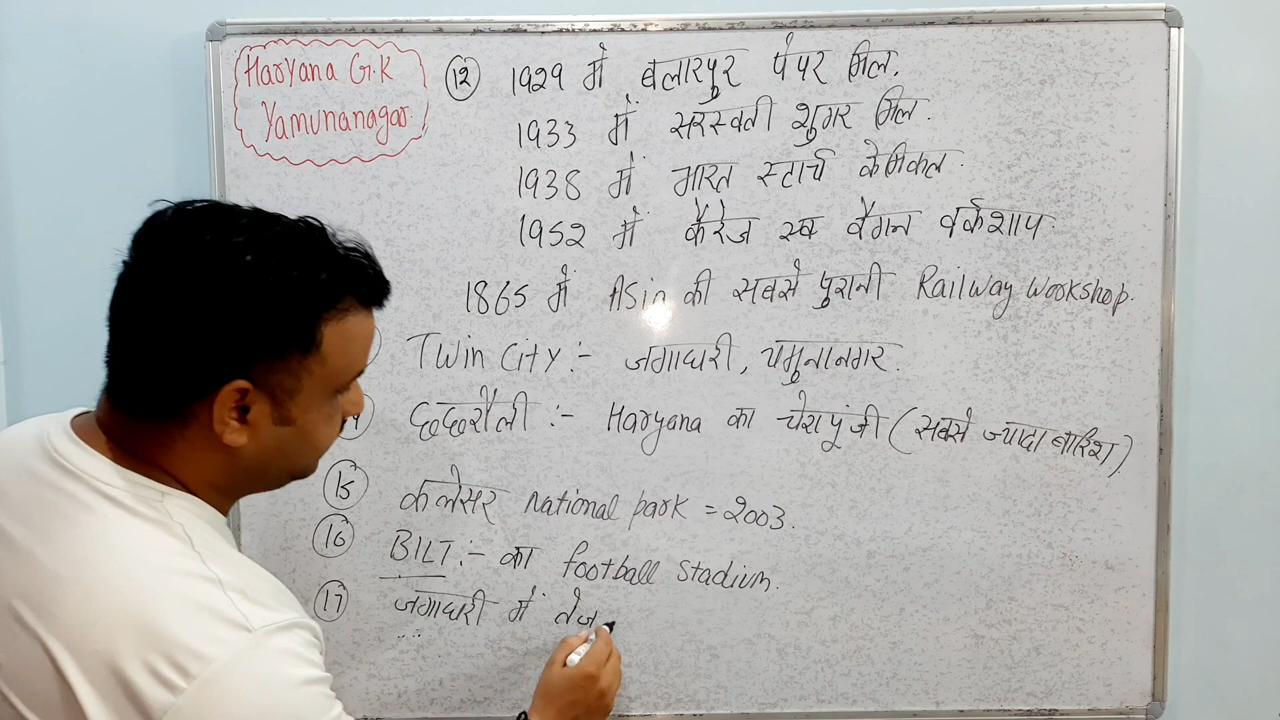 Haryana G.K
Yamunanagar
(12) 1929 में बलारपुर पेपर मिल.
1933 में सरस्वती शुगर मिल.
1938 में भारत स्टार्च केमिकल.
1952 में कैरेज स्ब वैगन वर्कशाप.
1865 में Asia की सबसे पुरानी Railway Wookshop.
Twin City:- जगाधरी, यमुनानगर.
छछरौली :- Haryana का चेरापूंजी (सबसे ज्यादा बारिश)
(15) कलेसर National park = 2003.
(16) BILT:- का football stadium.
(17) जगाधरी में तेज